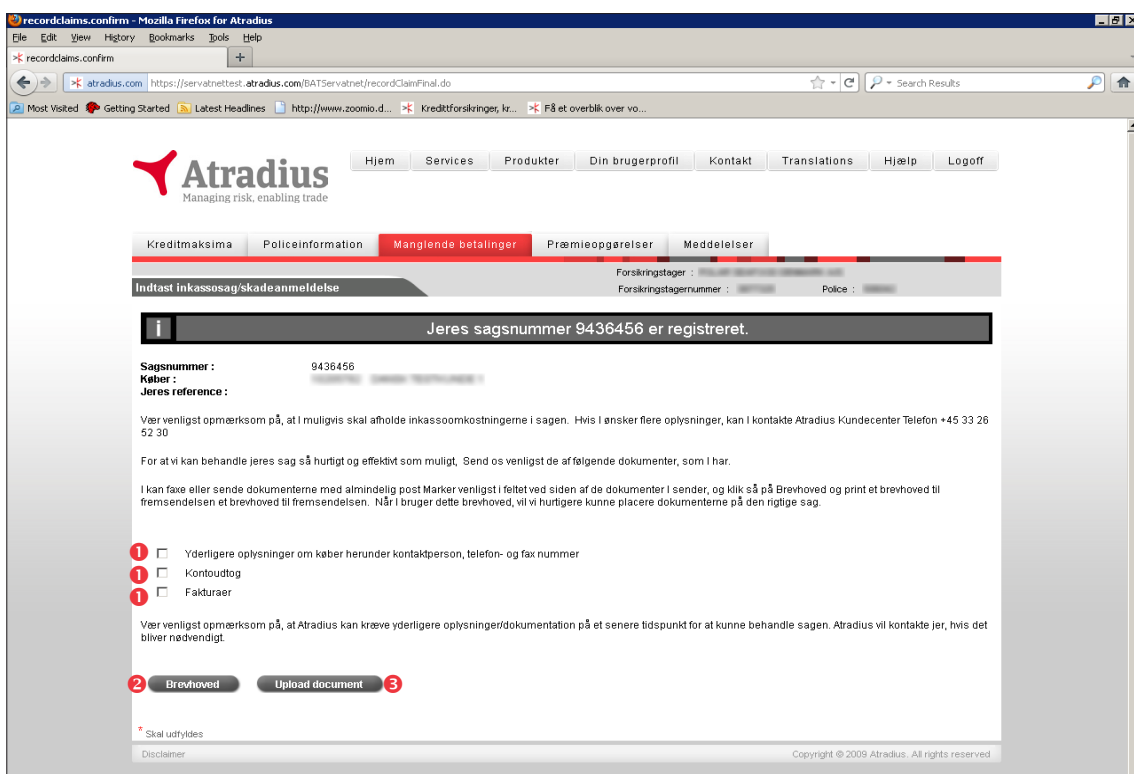 recordclaims.confirm - Mozilla Firefox for Atradius
File Edit View History Bookmarks Tools Help
recordclaims.confirm +
atradius.com https://servatnettest.atradius.com/BATServatnet/recordClaimFinal.do Search Results
Most Visited Getting Started Latest Headlines http://www.zoomio.d... Kredittforsikringer, kr... Få et overblik over vo...
Hjem Services Produkter Din brugerprofil Kontakt Translations Hjælp Logoff
Atradius
Managing risk, enabling trade
Kreditmaksima Policeinformation Manglende betalinger Præmieopgørelser Meddelelser
Forsikringstager :
Indtast inkassosag/skadeanmeldelse Forsikringstagernummer : Police :
i Jeres sagsnummer 9436456 er registreret.
Sagsnummer : 9436456
Køber :
Jeres reference :
Vær venligst opmærksom på, at I muligvis skal afholde inkassoomkostningerne i sagen. Hvis I ønsker flere oplysninger, kan I kontakte Atradius Kundecenter Telefon +45 33 26
52 30
For at vi kan behandle jeres sag så hurtigt og effektivt som muligt, Send os venligst de af følgende dokumenter, som I har.
I kan faxe eller sende dokumenterne med almindelig post Marker venligst i feltet ved siden af de dokumenter I sender, og klik så på Brevhoved og print et brevhoved til
fremsendelsen et brevhoved til fremsendelsen. Når I bruger dette brevhoved, vil vi hurtigere kunne placere dokumenterne på den rigtige sag.
1 Yderligere oplysninger om køber herunder kontaktperson, telefon- og fax nummer
1 Kontoudtog
1 Fakturaer
Vær venligst opmærksom på, at Atradius kan kræve yderligere oplysninger/dokumentation på et senere tidspunkt for at kunne behandle sagen. Atradius vil kontakte jer, hvis det
bliver nødvendigt.
2 Brevhoved Upload document 3
* Skal udfyldes
Disclaimer Copyright © 2009 Atradius. All rights reserved